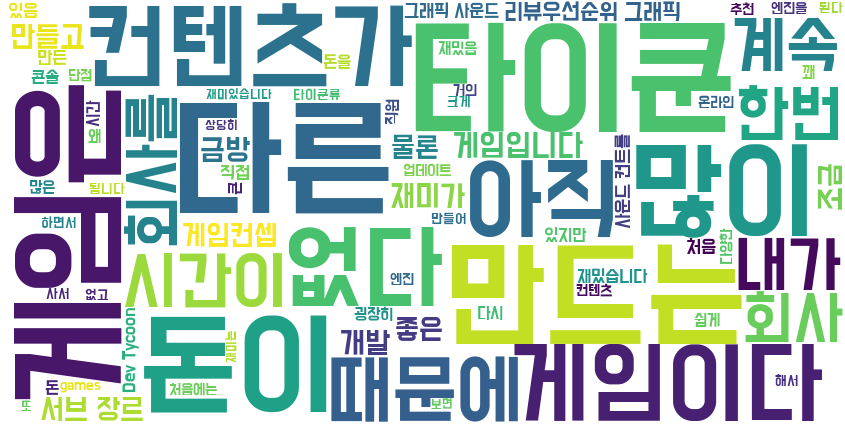 있음
컨텐츠가
그래픽 사운드
리뷰우선순위 그래픽
추천
엔진을
된다
만들고
만든
돈을
재밌음
타이쿤
계속
콘솔
단점
꽤
재미있습니다
타이쿤류
거의
크게
온라인
한번
게임을
시간
왜
회사를
상당히
다른
직원
금방
물론
게임입니다
사운드 컨트롤
많이
조금
많은
됩니다
직접
큰
업데이트
재미가
아직
하면서
게임컨셉
만들어
있지만
처음
다양한
내가
시간이
없다
만드는
재밌습니다
컨텐츠
사서
없고
엔진
굉장히
다시
쉽게
회사
Dev Tycoon
돈이
재미는
개발
좋은
때문에
게임이다
돈
games
처음에는
해서
또
서브 장르
보면